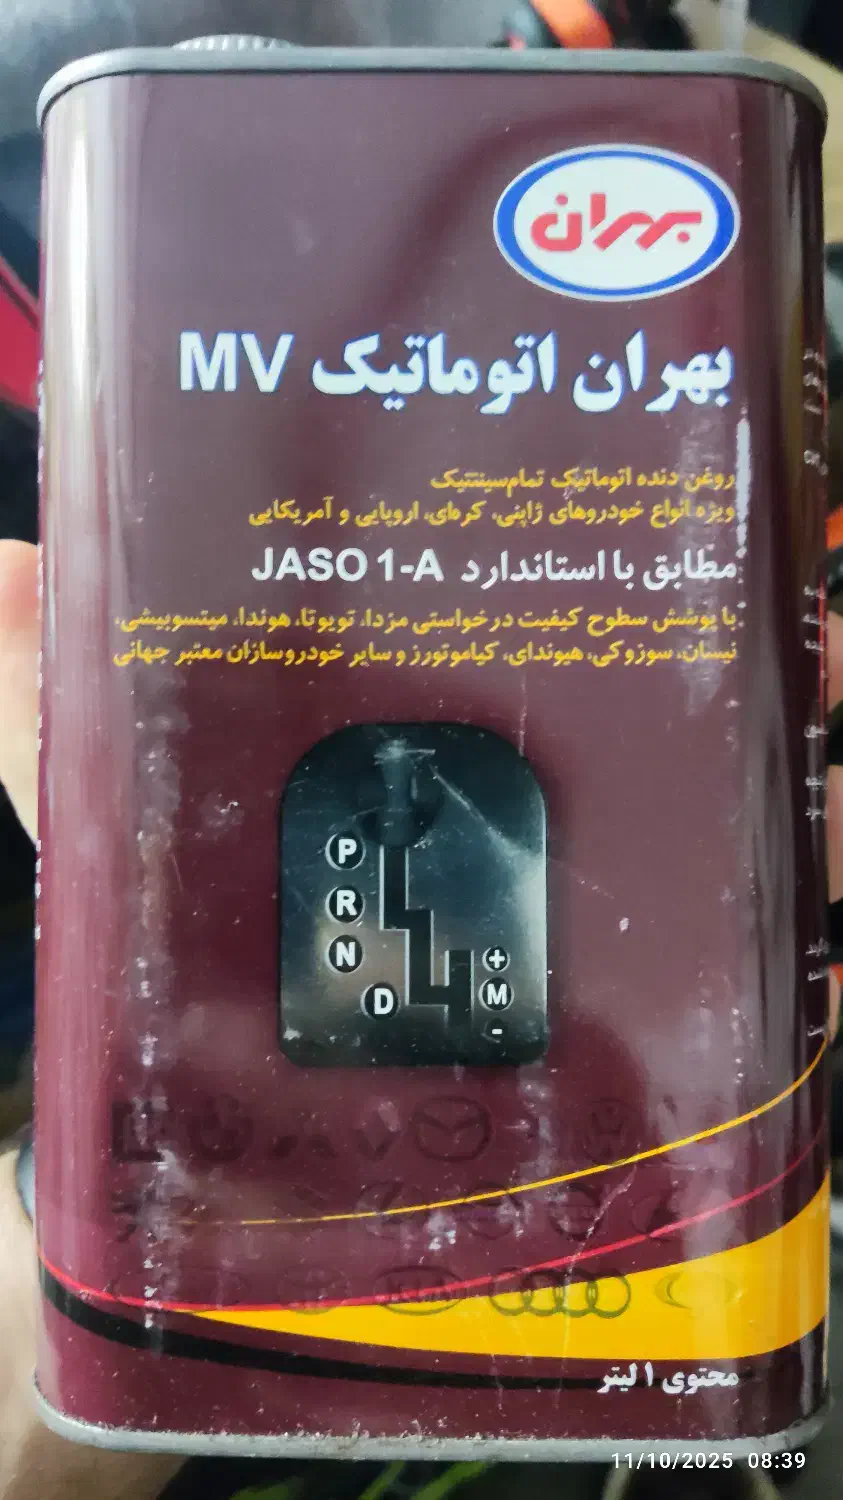 بهران
بهران اتوماتیک MV
روغن دنده اتوماتیک تمام‌سینتتیک
ویژه انواع خودروهای ژاپنی، کره‌ای، اروپایی و آمریکایی
مطابق با استاندارد JASO 1-A
با پوشش سطوح کیفیت درخواستی مزدا، تویوتا، هوندا، میتسوبیشی،
نیسان، سوزوکی، هیوندای، کیاموتورز و سایر خودروسازان معتبر جهانی
P
R
N
D
+
M
-
KIA
محتوی ۱ لیتر
11/10/2025 08:39